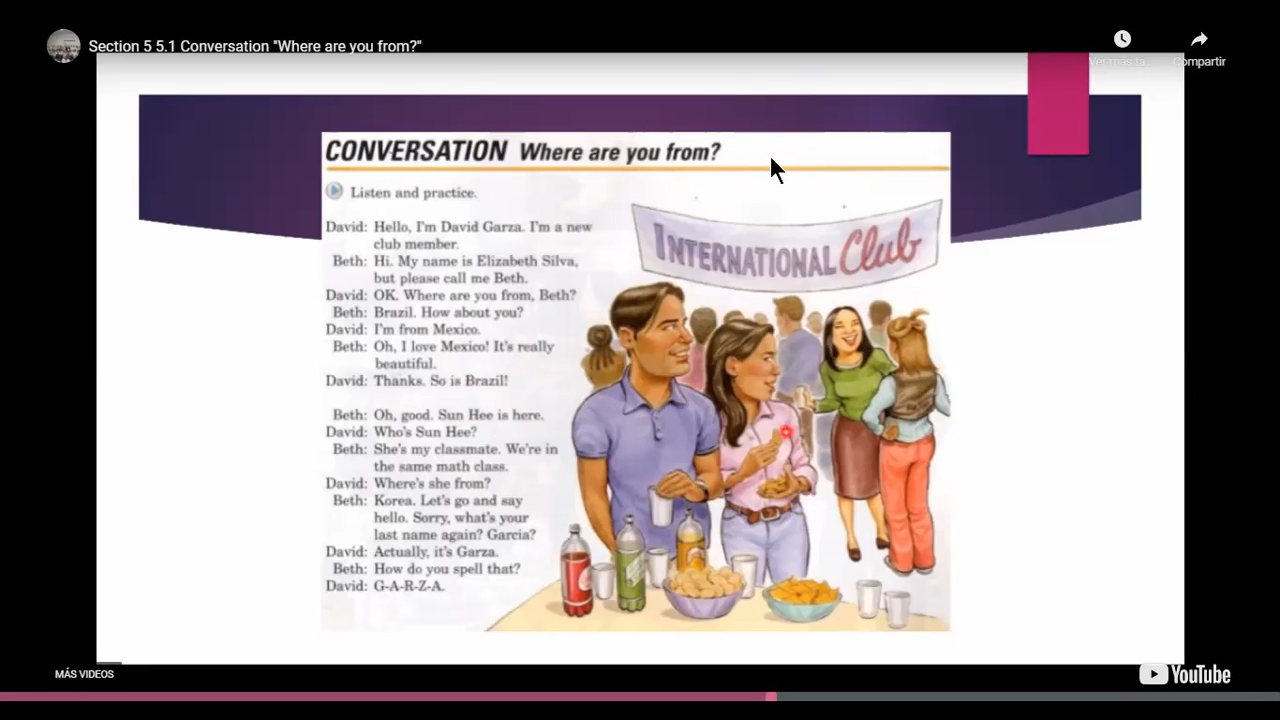 Section 5 5.1 Conversation "Where are you from?"
Ver más ta...
Compartir
CONVERSATION Where are you from?
Listen and practice.
David: Hello, I'm David Garza. I'm a new
club member.
Beth: Hi. My name is Elizabeth Silva,
but please call me Beth.
David: OK. Where are you from, Beth?
Beth: Brazil. How about you?
David: I'm from Mexico.
Beth: Oh, I love Mexico! It's really
beautiful.
David: Thanks. So is Brazil!
Beth: Oh, good. Sun Hee is here.
David: Who's Sun Hee?
Beth: She's my classmate. We're in
the same math class.
David: Where's she from?
Beth: Korea. Let's go and say
hello. Sorry, what's your
last name again? Garcia?
David: Actually, it's Garza.
Beth: How do you spell that?
David: G-A-R-Z-A.
INTERNATIONAL Club
MÁS VIDEOS
YouTube